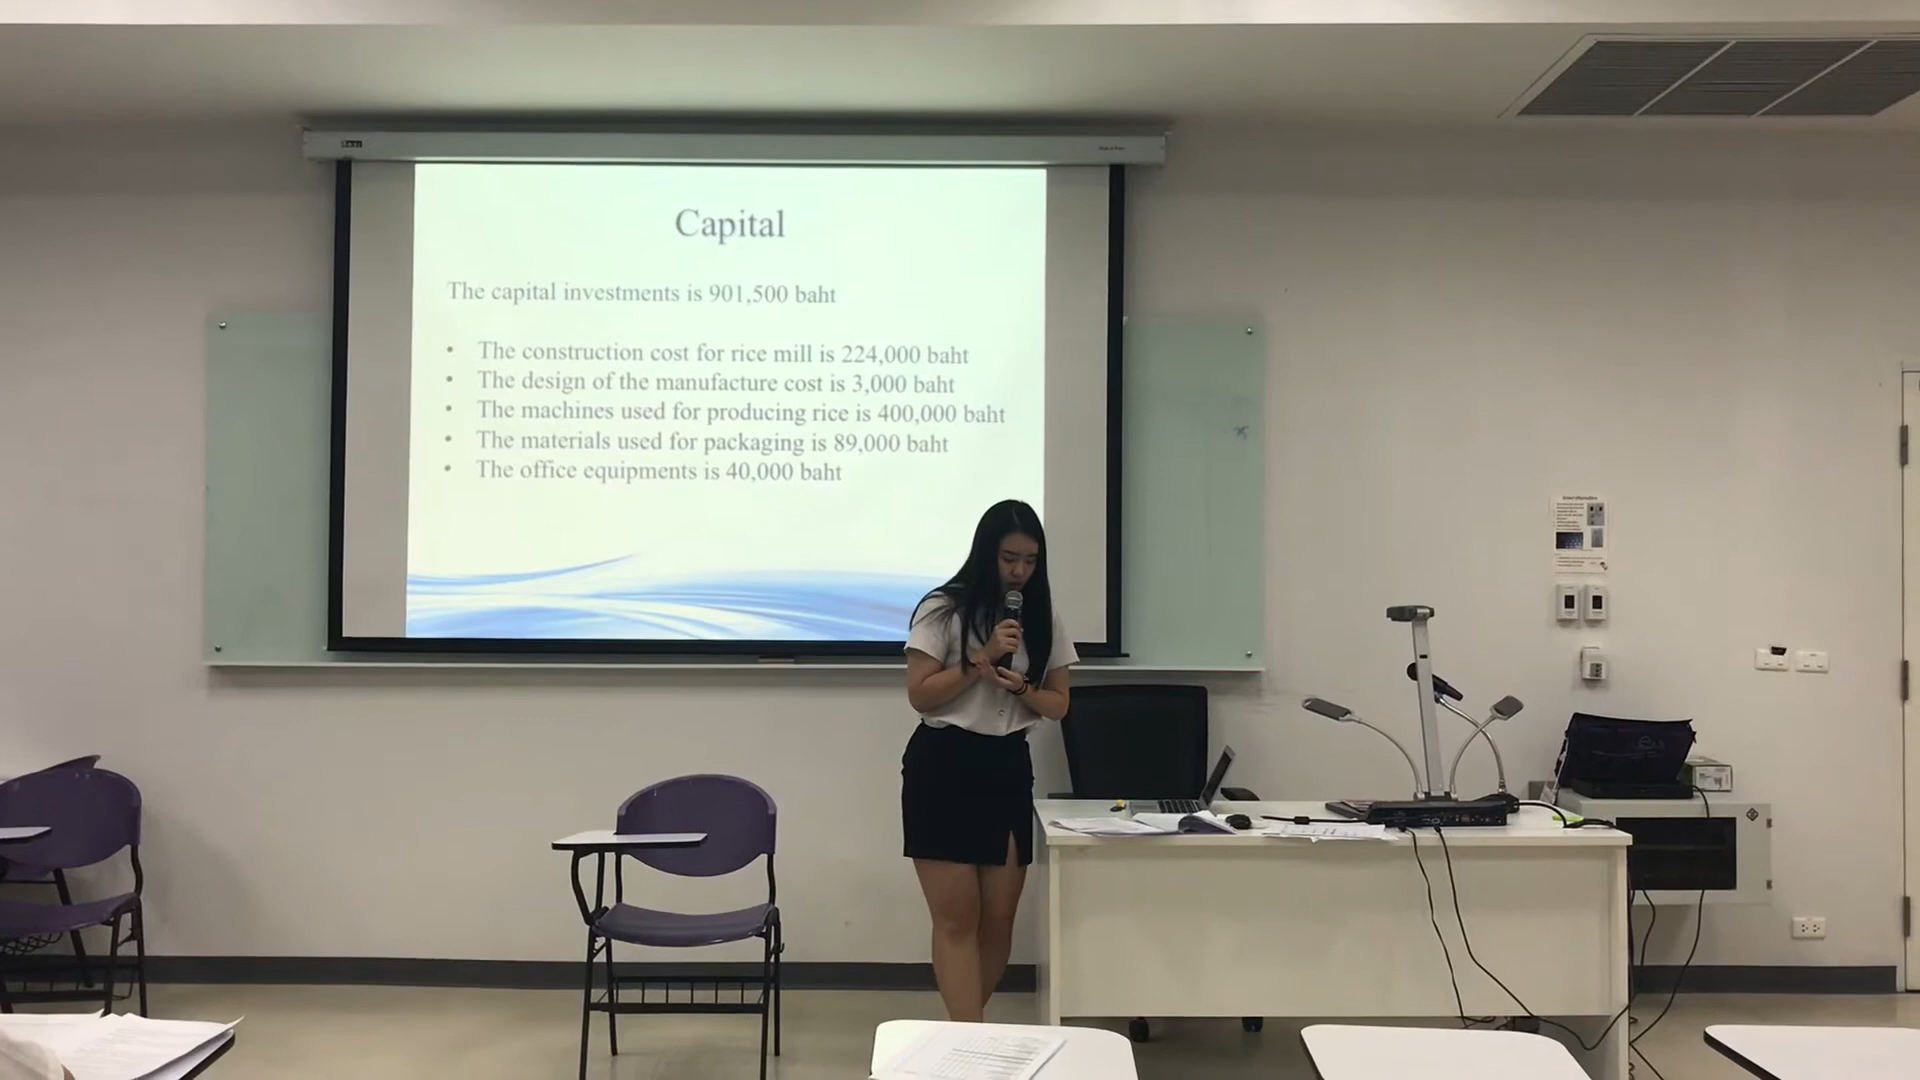 Capital
The capital investments is 901,500 baht
• The construction cost for rice mill is 224,000 baht
• The design of the manufacture cost is 3,000 baht
• The machines used for producing rice is 400,000 baht
• The materials used for packaging is 89,000 baht
• The office equipments is 40,000 baht